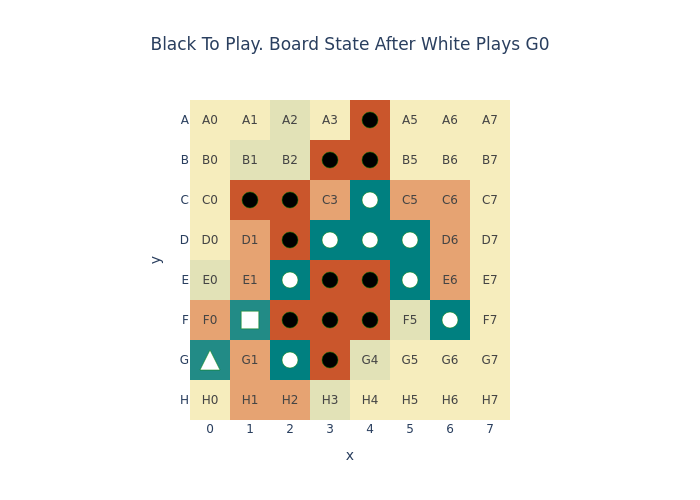 Black To Play. Board State After White Plays G0
A A0 A1 A2 A3 A5 A6 A7
B B0 B1 B2 B5 B6 B7
C C0 C3 C5 C6 C7
D D0 D1 D6 D7
E E0 E1 E6 E7
F F0 F5 F7
G G1 G4 G5 G6 G7
H H0 H1 H2 H3 H4 H5 H6 H7
0 1 2 3 4 5 6 7
x
y